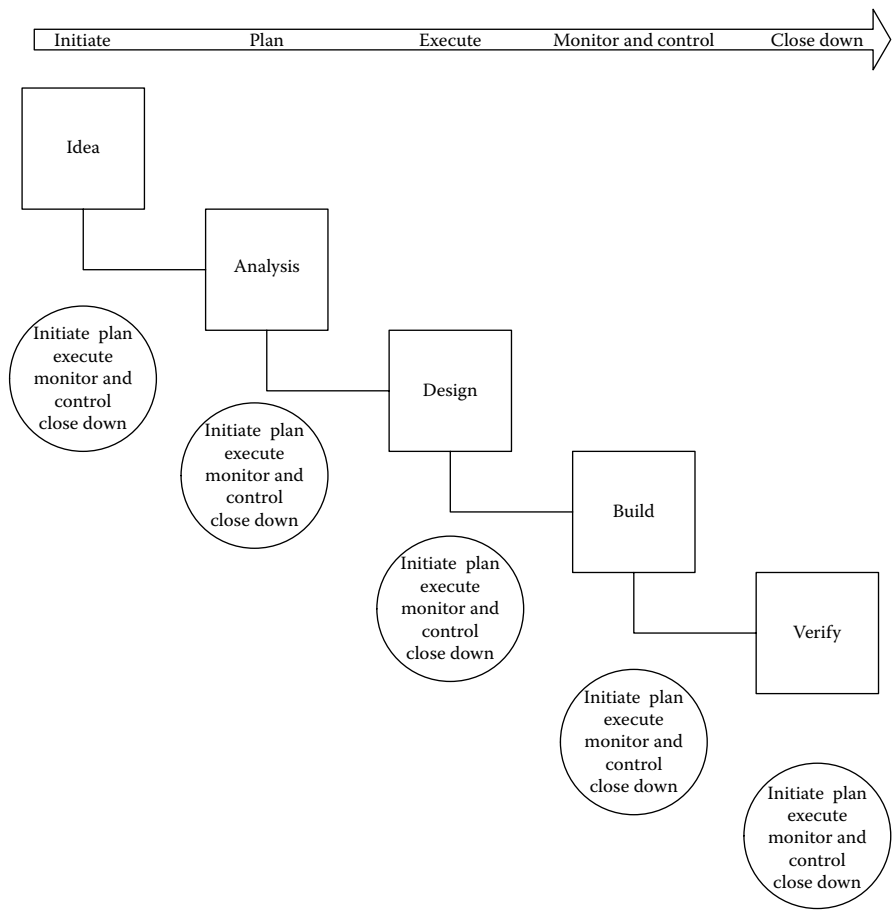 Initiate Plan Execute Monitor and control Close down
Idea
Analysis
Initiate plan
execute
monitor and
control
close down
Design
Initiate plan
execute
monitor and
control
close down
Build
Initiate plan
execute
monitor and
control
close down
Verify
Initiate plan
execute
monitor and
control
close down
Initiate plan
execute
monitor and
control
close down